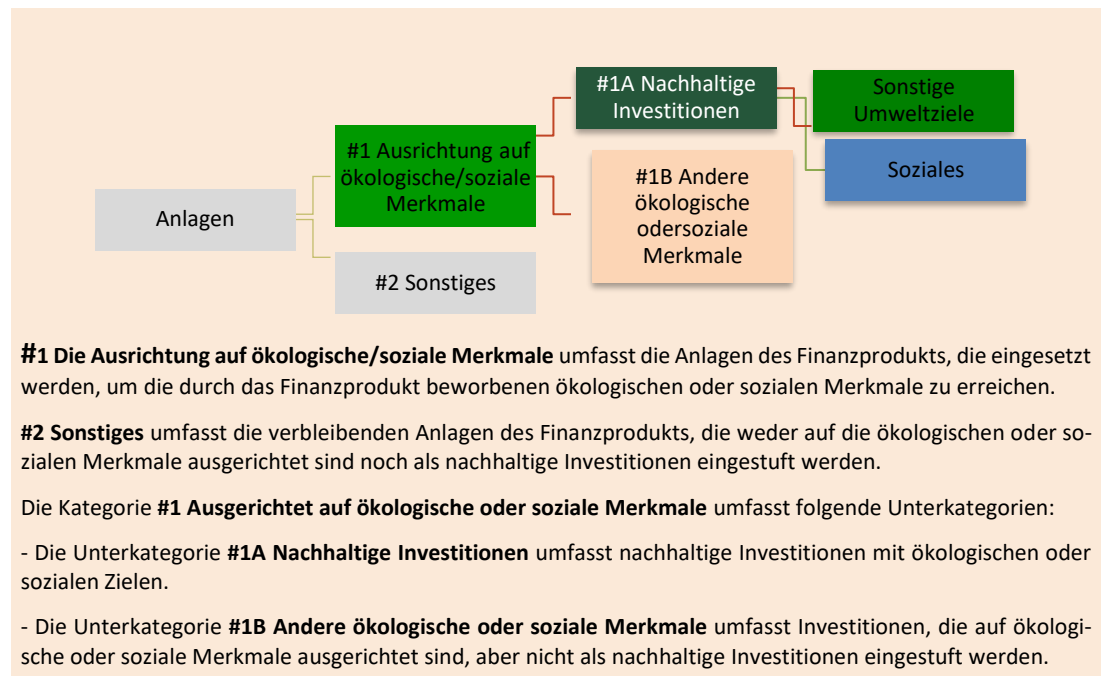 #1A Nachhaltige
Investitionen
Sonstige
Umweltziele
#1 Ausrichtung auf
ökologische/soziale
Merkmale
Soziales
#1B Andere
ökologische
odersoziale
Merkmale
Anlagen
#2 Sonstiges
#1 Die Ausrichtung auf ökologische/soziale Merkmale umfasst die Anlagen des Finanzprodukts, die eingesetzt
werden, um die durch das Finanzprodukt beworbenen ökologischen oder sozialen Merkmale zu erreichen.
#2 Sonstiges umfasst die verbleibenden Anlagen des Finanzprodukts, die weder auf die ökologischen oder so-
zialen Merkmale ausgerichtet sind noch als nachhaltige Investitionen eingestuft werden.
Die Kategorie #1 Ausgerichtet auf ökologische oder soziale Merkmale umfasst folgende Unterkategorien:
- Die Unterkategorie #1A Nachhaltige Investitionen umfasst nachhaltige Investitionen mit ökologischen oder
sozialen Zielen.
- Die Unterkategorie #1B Andere ökologische oder soziale Merkmale umfasst Investitionen, die auf ökologi-
sche oder soziale Merkmale ausgerichtet sind, aber nicht als nachhaltige Investitionen eingestuft werden.